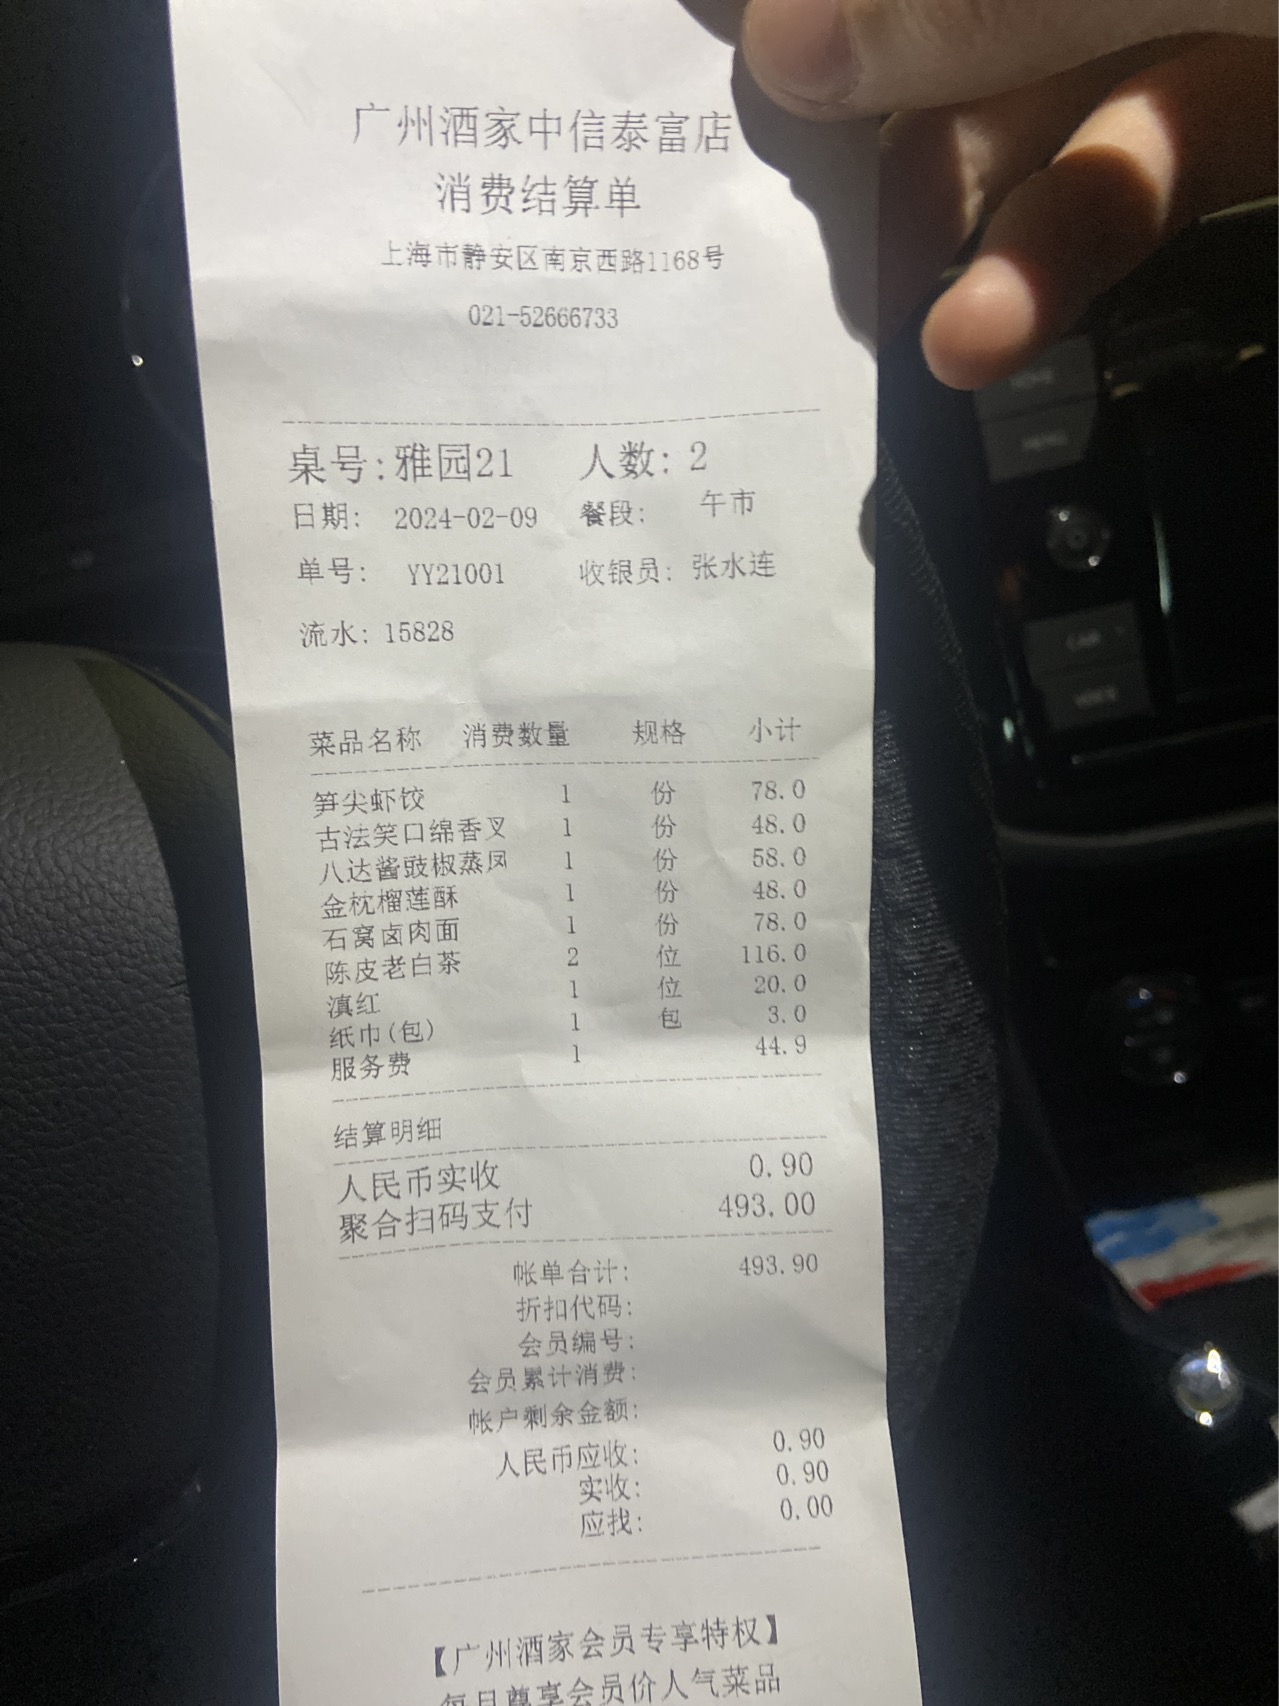 广州酒家中信泰富店
消费结算单
上海市静安区南京西路1168号
021-52666733
桌号:雅园21 人数: 2
日期: 2024-02-09 餐段: 午市
单号: YY21001 收银员: 张水连
流水: 15828
菜品名称 消费数量 规格 小计
笋尖虾饺 1 份 78.0
古法笑口绵香叉 1 份 48.0
八达酱豉椒蒸凤 1 份 58.0
金枕榴莲酥 1 份 48.0
石窝卤肉面 1 份 78.0
陈皮老白茶 2 位 116.0
滇红 1 位 20.0
纸巾(包) 1 包 3.0
服务费 1 44.9
结算明细
人民币实收 0.90
聚合扫码支付 493.00
帐单合计: 493.90
折扣代码:
会员编号:
会员累计消费:
帐户剩余金额:
人民币应收: 0.90
实收: 0.90
应找: 0.00
【广州酒家会员专享特权】
每月尊享会员价人气菜品